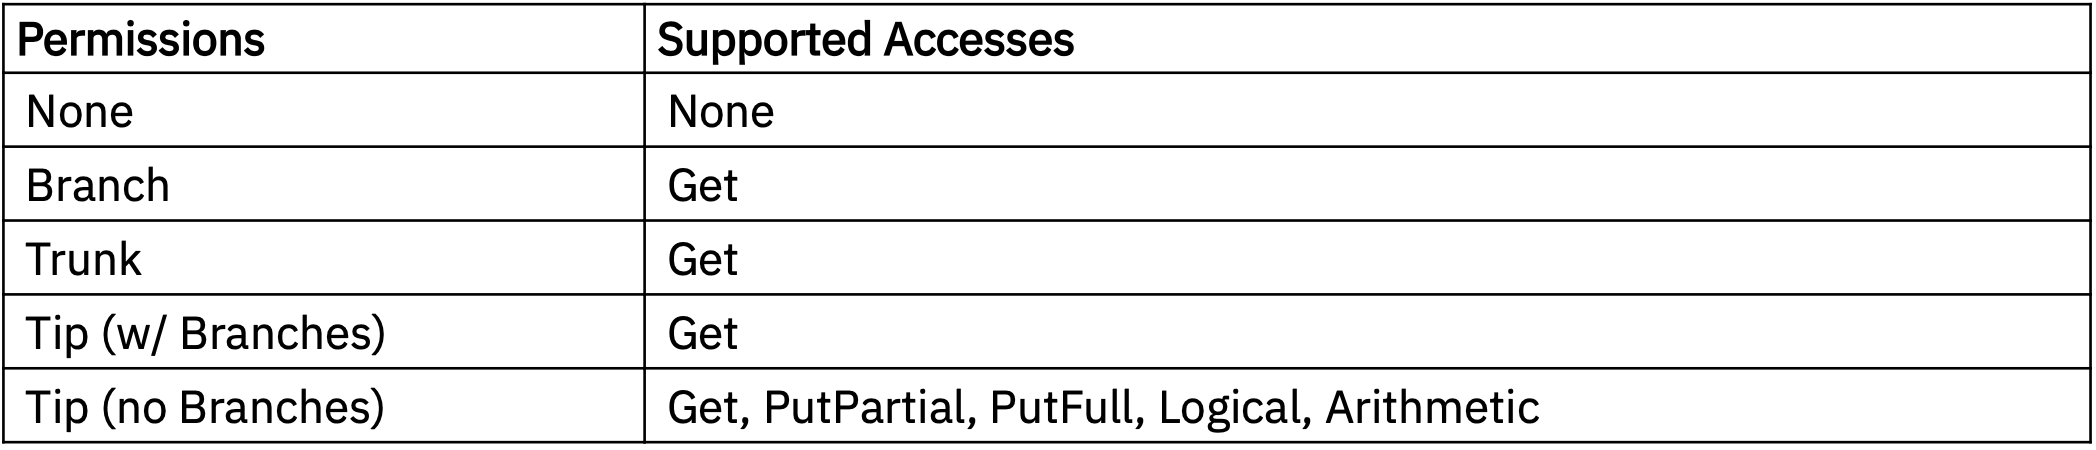 Permissions Supported Accesses
None None
Branch Get
Trunk Get
Tip (w/ Branches) Get
Tip (no Branches) Get, PutPartial, PutFull, Logical, Arithmetic